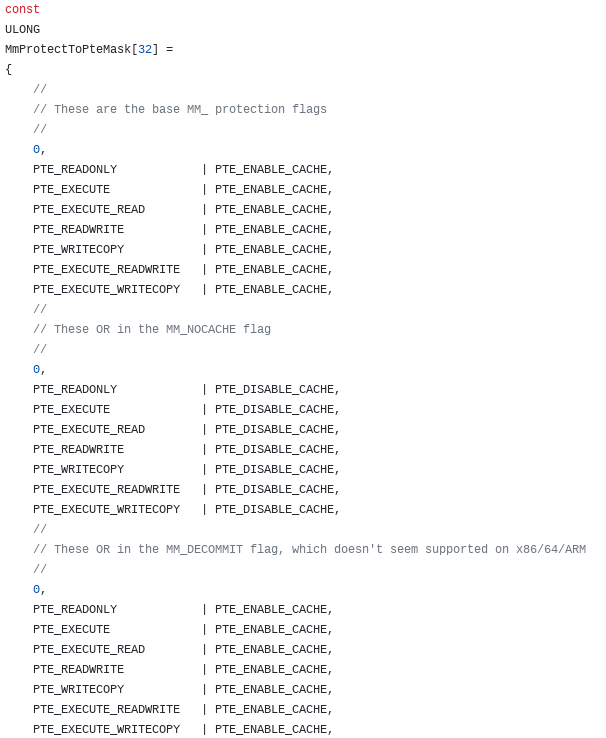 const
ULONG
MmProtectToPteMask[32] =
{
    //
    // These are the base MM_ protection flags
    //
    0,
    PTE_READONLY            | PTE_ENABLE_CACHE,
    PTE_EXECUTE             | PTE_ENABLE_CACHE,
    PTE_EXECUTE_READ        | PTE_ENABLE_CACHE,
    PTE_READWRITE           | PTE_ENABLE_CACHE,
    PTE_WRITECOPY           | PTE_ENABLE_CACHE,
    PTE_EXECUTE_READWRITE   | PTE_ENABLE_CACHE,
    PTE_EXECUTE_WRITECOPY   | PTE_ENABLE_CACHE,
    //
    // These OR in the MM_NOCACHE flag
    //
    0,
    PTE_READONLY            | PTE_DISABLE_CACHE,
    PTE_EXECUTE             | PTE_DISABLE_CACHE,
    PTE_EXECUTE_READ        | PTE_DISABLE_CACHE,
    PTE_READWRITE           | PTE_DISABLE_CACHE,
    PTE_WRITECOPY           | PTE_DISABLE_CACHE,
    PTE_EXECUTE_READWRITE   | PTE_DISABLE_CACHE,
    PTE_EXECUTE_WRITECOPY   | PTE_DISABLE_CACHE,
    //
    // These OR in the MM_DECOMMIT flag, which doesn't seem supported on x86/64/ARM
    //
    0,
    PTE_READONLY            | PTE_ENABLE_CACHE,
    PTE_EXECUTE             | PTE_ENABLE_CACHE,
    PTE_EXECUTE_READ        | PTE_ENABLE_CACHE,
    PTE_READWRITE           | PTE_ENABLE_CACHE,
    PTE_WRITECOPY           | PTE_ENABLE_CACHE,
    PTE_EXECUTE_READWRITE   | PTE_ENABLE_CACHE,
    PTE_EXECUTE_WRITECOPY   | PTE_ENABLE_CACHE,